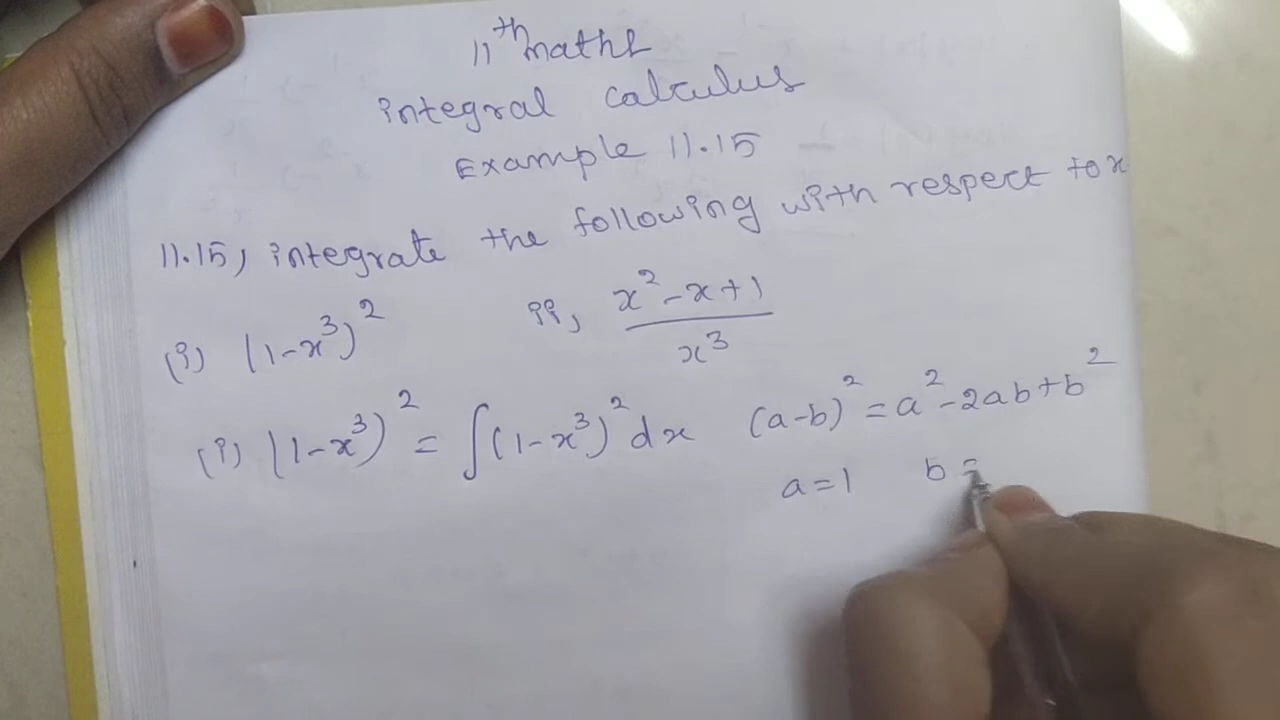 11th maths
integral calculus
Example 11.15
11.15, integrate the following with respect to x
(i) (1-x³)² ii, x²-x+1/x³
(i) (1-x³)² = ∫(1-x³)² dx (a-b)² = a²-2ab+b²
a=1 b=